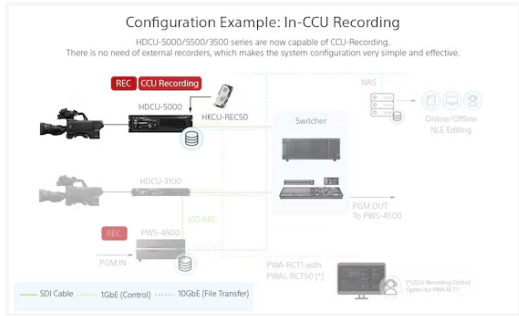 Configuration Example: In-CCU Recording
HDCU-5000/5500/3500 series are now capable of CCU-Recording.
There is no need of external recorders, which makes the system configuration very simple and effective.
REC
CCU Recording
HDCU-5000
HKCU-REC50
NAS
Online/Offline
NLE Editing
Switcher
HDCU-3100
ISO REC
PGM OUT
To PWS-4500
REC
PWS-4500
PGM IN
PWA-RCT1 with
PWAL-RCT50 (*)
(*) CCU Recording Control
Option for PWA-RCT1
SDI Cable
1GbE (Control)
10GbE (File Transfer)